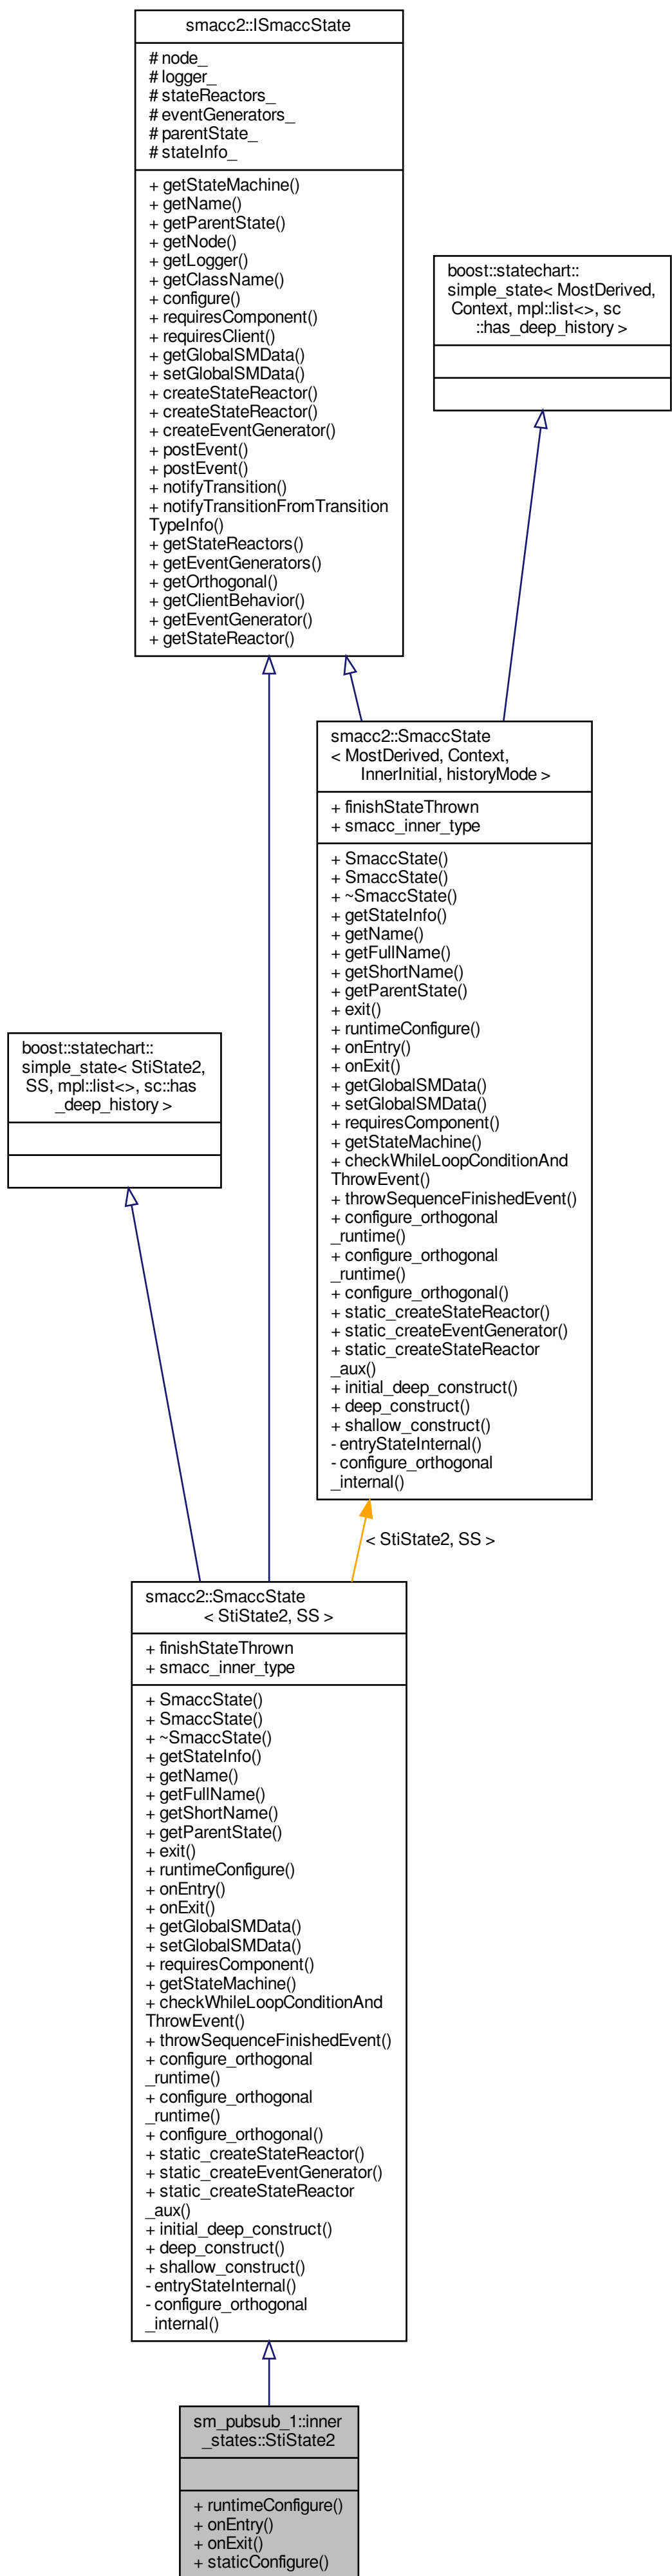 smacc2::ISmaccState
# node_
# logger_
# stateReactors_
# eventGenerators_
# parentState_
# stateInfo_
+ getStateMachine()
+ getName()
+ getParentState()
+ getNode()
+ getLogger()
+ getClassName()
+ configure()
+ requiresComponent()
+ requiresClient()
+ getGlobalSMData()
+ setGlobalSMData()
+ createStateReactor()
+ createStateReactor()
+ createEventGenerator()
+ postEvent()
+ postEvent()
+ notifyTransition()
+ notifyTransitionFromTransition
TypeInfo()
+ getStateReactors()
+ getEventGenerators()
+ getOrthogonal()
+ getClientBehavior()
+ getEventGenerator()
+ getStateReactor()
boost::statechart::
simple_state< MostDerived,
Context, mpl::list<>, sc
::has_deep_history >
smacc2::SmaccState
< MostDerived, Context,
InnerInitial, historyMode >
+ finishStateThrown
+ smacc_inner_type
+ SmaccState()
+ SmaccState()
+ ~SmaccState()
+ getStateInfo()
+ getName()
+ getFullName()
+ getShortName()
+ getParentState()
+ exit()
+ runtimeConfigure()
+ onEntry()
+ onExit()
+ getGlobalSMData()
+ setGlobalSMData()
+ requiresComponent()
+ getStateMachine()
+ checkWhileLoopConditionAnd
ThrowEvent()
+ throwSequenceFinishedEvent()
+ configure_orthogonal
_runtime()
+ configure_orthogonal
_runtime()
+ configure_orthogonal()
+ static_createStateReactor()
+ static_createEventGenerator()
+ static_createStateReactor
_aux()
+ initial_deep_construct()
+ deep_construct()
+ shallow_construct()
- entryStateInternal()
- configure_orthogonal
_internal()
boost::statechart::
simple_state< StiState2,
SS, mpl::list<>, sc::has
_deep_history >
< StiState2, SS >
smacc2::SmaccState
< StiState2, SS >
+ finishStateThrown
+ smacc_inner_type
+ SmaccState()
+ SmaccState()
+ ~SmaccState()
+ getStateInfo()
+ getName()
+ getFullName()
+ getShortName()
+ getParentState()
+ exit()
+ runtimeConfigure()
+ onEntry()
+ onExit()
+ getGlobalSMData()
+ setGlobalSMData()
+ requiresComponent()
+ getStateMachine()
+ checkWhileLoopConditionAnd
ThrowEvent()
+ throwSequenceFinishedEvent()
+ configure_orthogonal
_runtime()
+ configure_orthogonal
_runtime()
+ configure_orthogonal()
+ static_createStateReactor()
+ static_createEventGenerator()
+ static_createStateReactor
_aux()
+ initial_deep_construct()
+ deep_construct()
+ shallow_construct()
- entryStateInternal()
- configure_orthogonal
_internal()
sm_pubsub_1::inner
_states::StiState2
+ runtimeConfigure()
+ onEntry()
+ onExit()
+ staticConfigure()